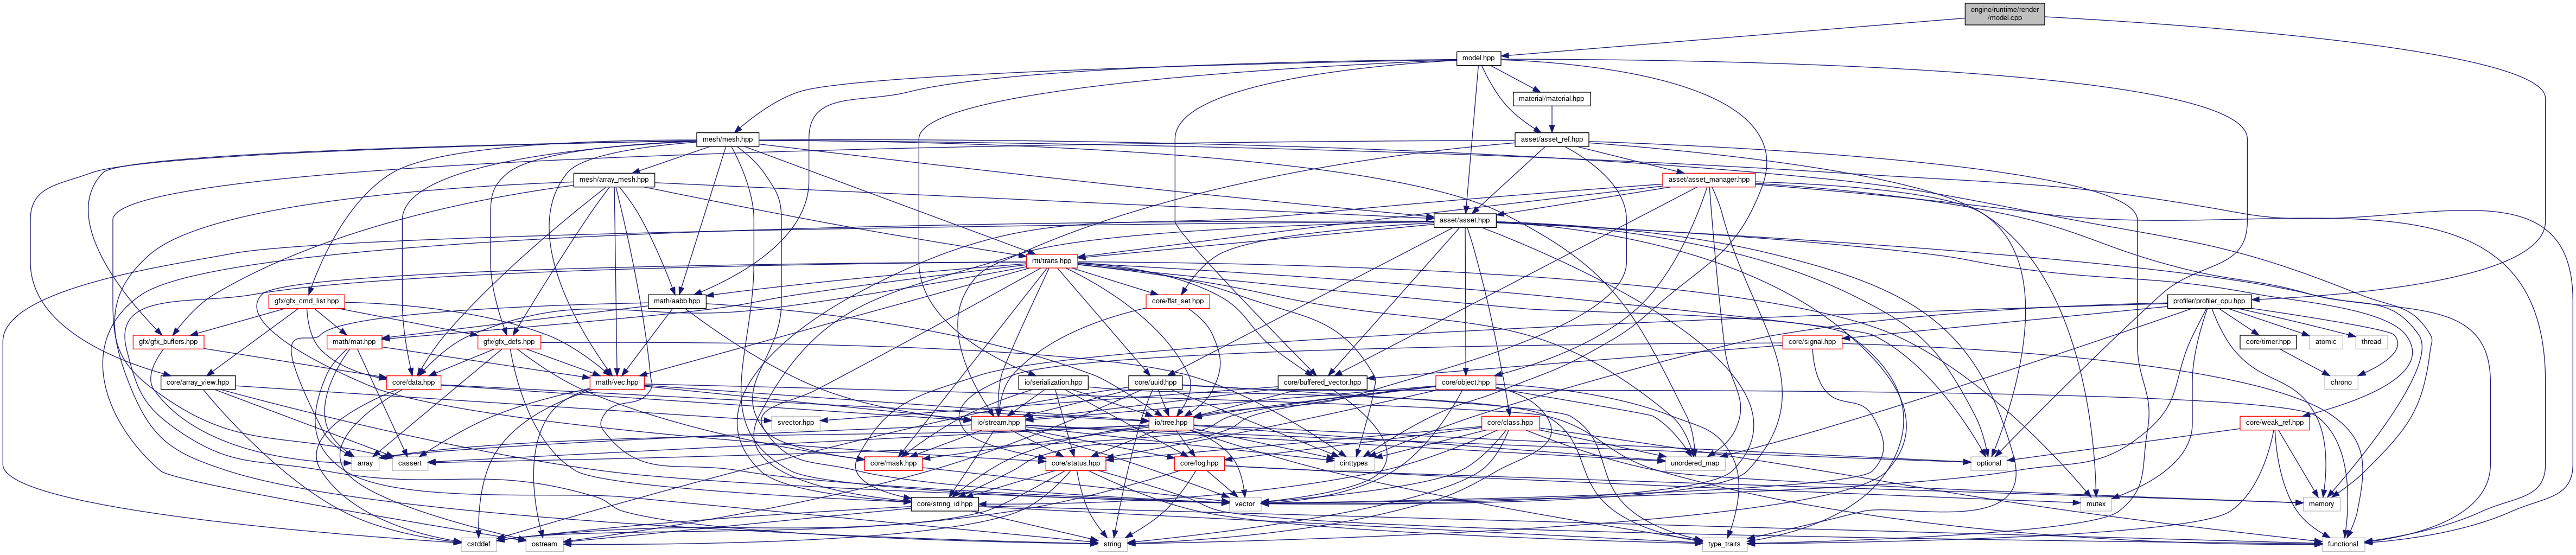 engine/runtime/render
/model.cpp
model.hpp
material/material.hpp
mesh/mesh.hpp
asset/asset_ref.hpp
mesh/array_mesh.hpp
asset/asset_manager.hpp
asset/asset.hpp
rtti/traits.hpp
gfx/gfx_cmd_list.hpp
math/aabb.hpp
core/flat_set.hpp
profiler/profiler_cpu.hpp
gfx/gfx_buffers.hpp
math/mat.hpp
gfx/gfx_defs.hpp
core/signal.hpp
core/timer.hpp
atomic
thread
core/array_view.hpp
core/data.hpp
math/vec.hpp
io/serialization.hpp
core/uuid.hpp
core/buffered_vector.hpp
core/object.hpp
chrono
svector.hpp
io/stream.hpp
io/tree.hpp
core/class.hpp
core/weak_ref.hpp
array
cassert
core/mask.hpp
core/status.hpp
core/log.hpp
cinttypes
unordered_map
optional
core/string_id.hpp
vector
memory
mutex
cstddef
ostream
string
type_traits
functional